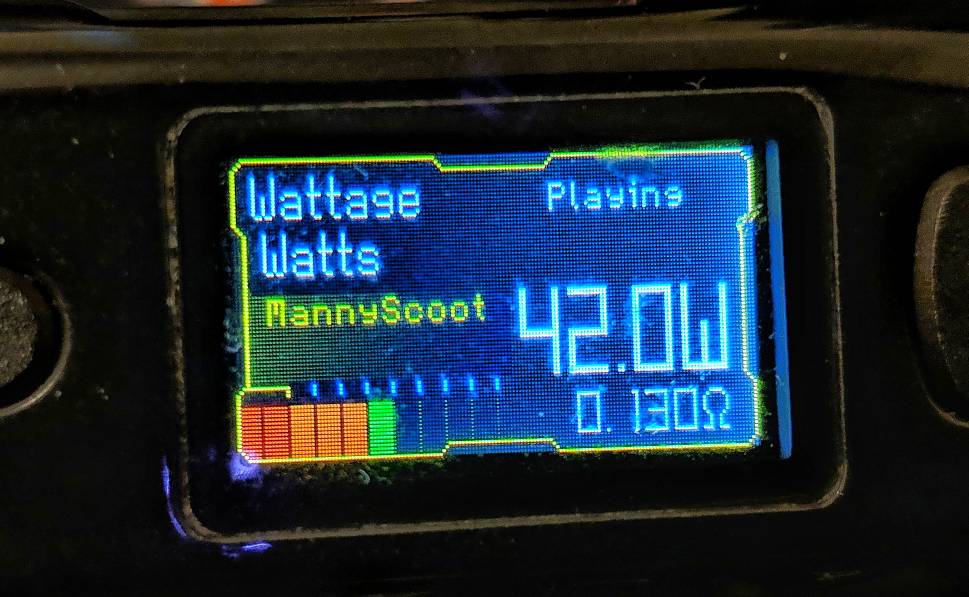 Wattage
Playing
Watts
MannyScoot
42.0W
0.130Ω